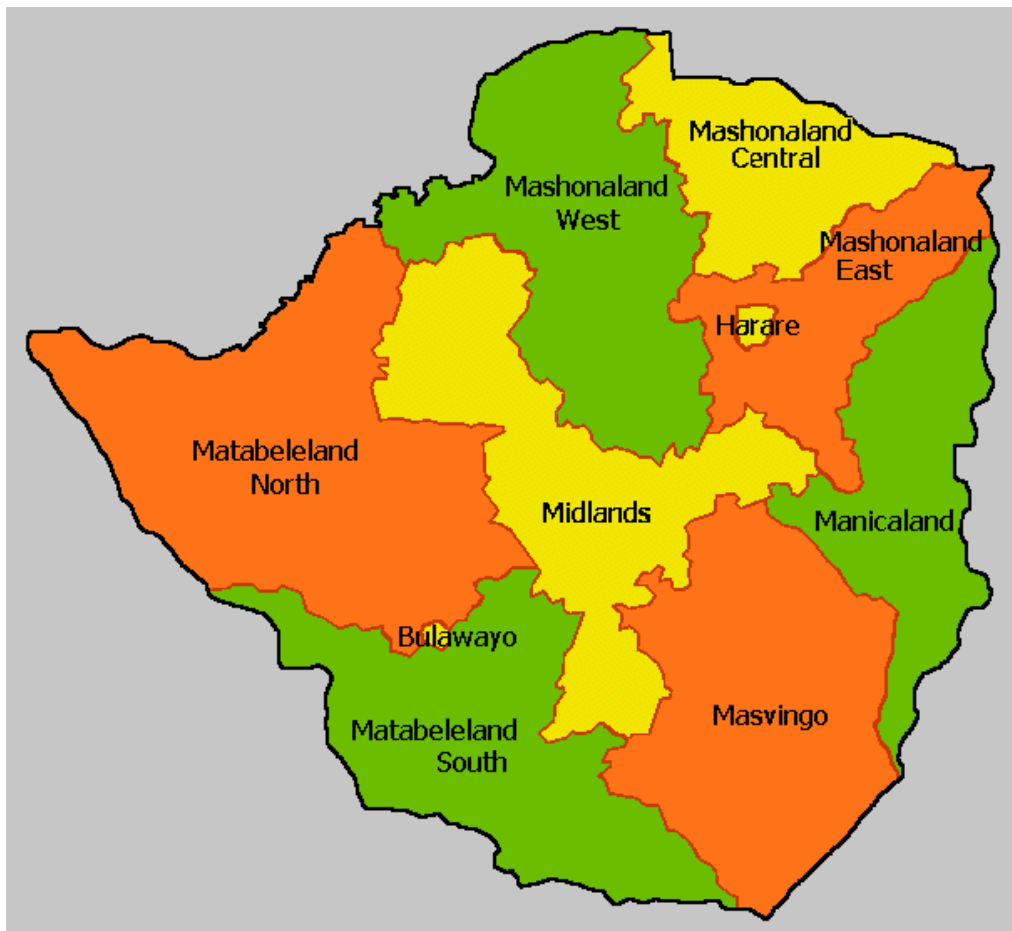 Mashonaland
Central
Mashonaland
West
Mashonaland
East
Harare
Matabeleland
North
Midlands
Manicaland
Bulawayo
Masvingo
Matabeleland
South